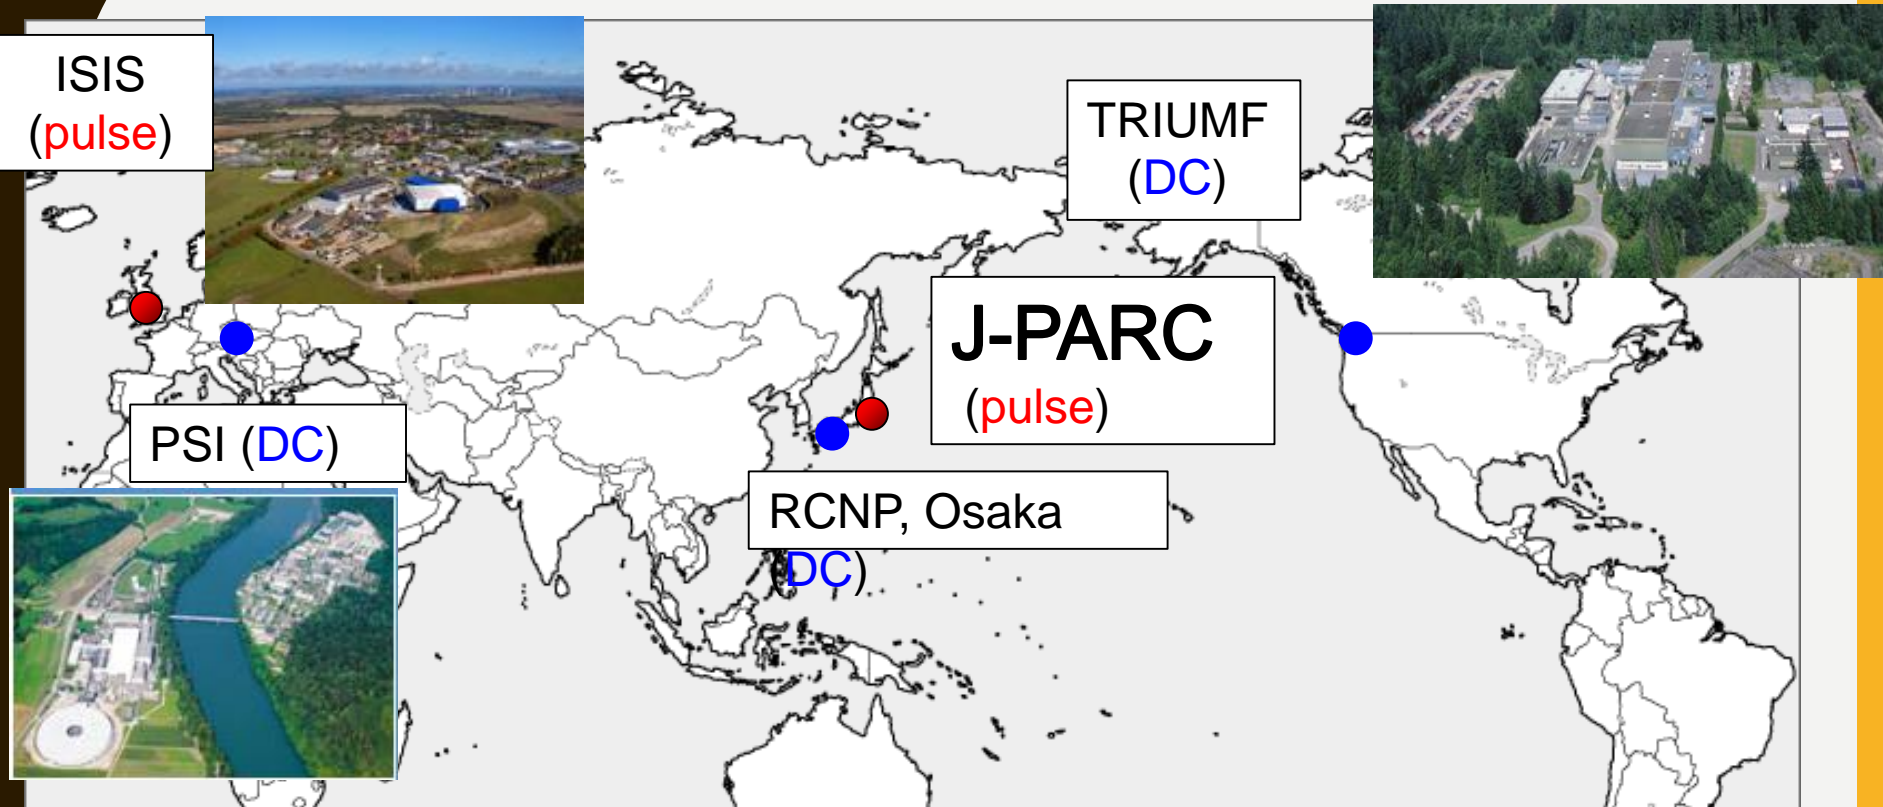 ISIS
(pulse)
TRIUMF
(DC)
J-PARC
(pulse)
PSI (DC)
RCNP, Osaka
(DC)